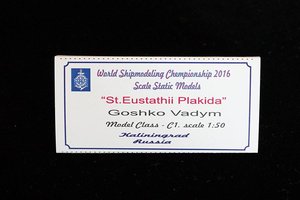 World Shipmodeling Chempionship 2016
Scale Static Models
"St.Eustathii Plakida"
Goshko Vadym
Model Class - C1. scale 1:50
Kaliningrad
Russia